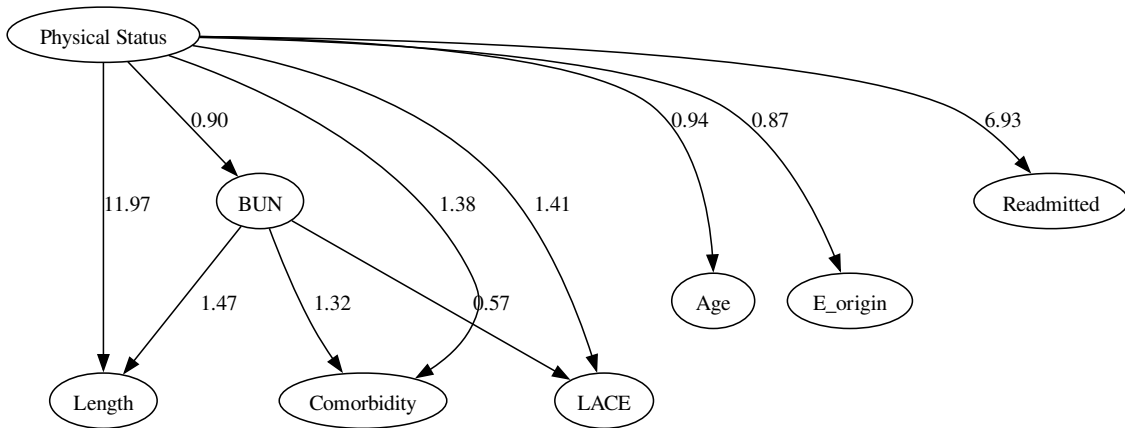 Physical Status
0.90
0.94
0.87
6.93
11.97
BUN
1.38
1.41
Readmitted
1.47
1.32
0.57
Age
E_origin
Length
Comorbidity
LACE